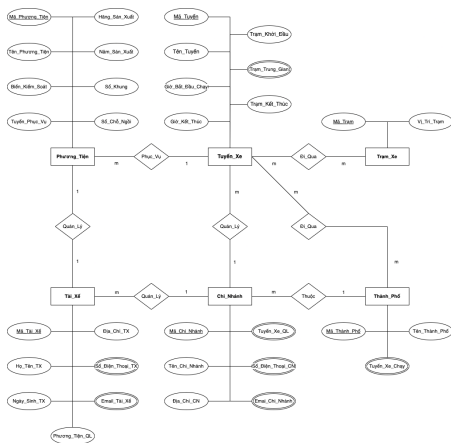 Mã_Phương_Tiện
Hãng_Sản_Xuất
Tên_Phương_Tiện
Năm_Sản_Xuất
Biển_Kiểm_Soát
Số_Khung
Tuyến_Phục_Vụ
Số_Chỗ_Ngồi
Mã_Tuyến
Trạm_Khởi_Đầu
Tên_Tuyến
Trạm_Trung_Gian
Giờ_Bắt_Đầu_Chạy
Trạm_Kết_Thúc
Giờ_Kết_Thúc
Mã_Trạm
Vị_Trí_Trạm
Phương_Tiện
m
Phục_Vụ
1
Tuyến_Xe
m
Đi_Qua
m
Trạm_Xe
1
m
m
Quản_Lý
Quản_Lý
Đi_Qua
1
1
m
Tài_Xế
m
Quản_Lý
1
Chi_Nhánh
m
Thuộc
1
Thành_Phố
Mã_Tài_Xế
Địa_Chỉ_TX
Họ_Tên_TX
Số_Điện_Thoại_TX
Ngày_Sinh_TX
Email_Tài_Xế
Phương_Tiện_QL
Mã_Chi_Nhánh
Tuyến_Xe_QL
Tên_Chi_Nhánh
Số_Điện_Thoại_CN
Địa_Chỉ_CN
Emai_Chi_Nhánh
Mã_Thành_Phố
Tên_Thành_Phố
Tuyến_Xe_Chạy